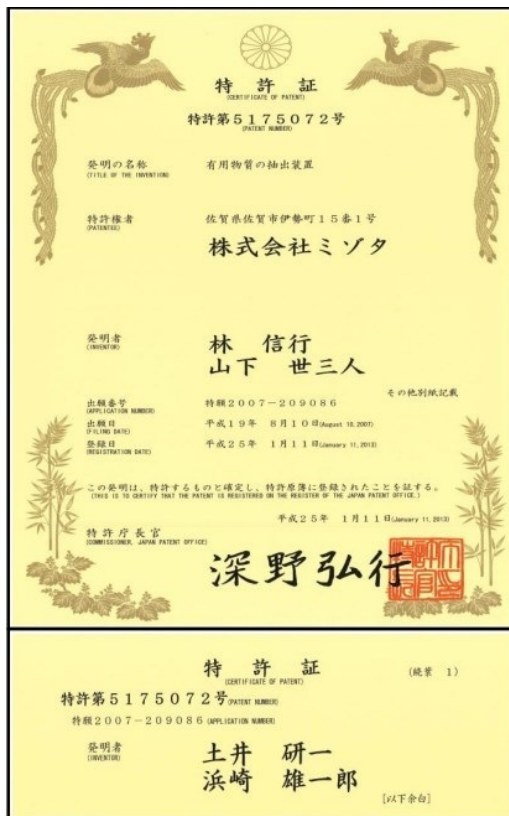 特許証
(CERTIFICATE OF PATENT)
特許第5175072号
(PATENT NUMBER)
発明の名称 有用物質の抽出装置
(TITLE OF THE INVENTION)
特許権者 佐賀県佐賀市伊勢町15番1号
(PATENTEE)
株式会社ミゾタ
発明者 林 信行
(INVENTOR)
山下 世三人
その他別紙記載
出願番号 特願2007-209086
(APPLICATION NUMBER)
出願日 平成19年 8月10日(August 10,2007)
(FILING DATE)
登録日 平成25年 1月11日(January 11,2013)
(REGISTRATION DATE)
この発明は、特許するものと確定し、特許原簿に登録されたことを証する。
(THIS IS TO CERTIFY THAT THE PATENT IS REGISTERED ON THE REGISTER OF THE JAPAN PATENT OFFICE.)
平成25年 1月11日(January 11,2013)
特許庁長官
(COMMISSIONER, JAPAN PATENT OFFICE)
深野弘行
特許証 (続葉 1)
(CERTIFICATE OF PATENT)
特許第5175072号(PATENT NUMBER)
特願2007-209086(APPLICATION NUMBER)
発明者 土井 研一
(INVENTOR)
浜崎 雄一郎
[以下余白]